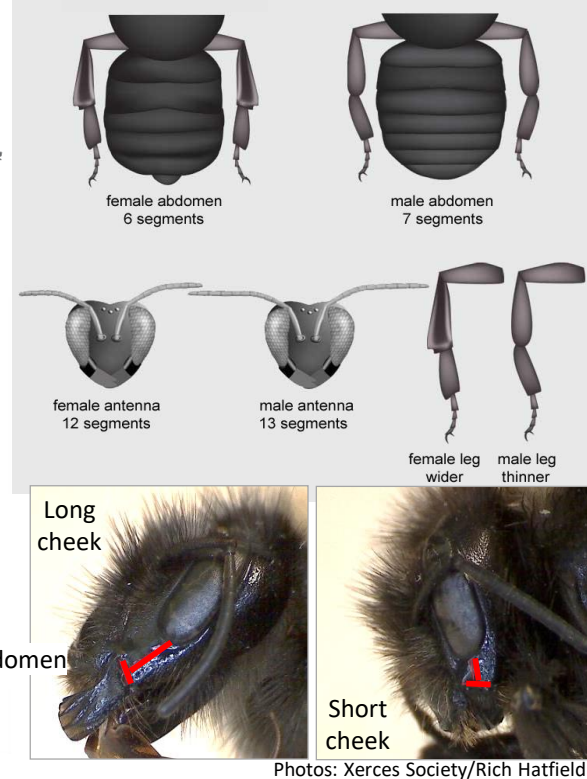 female abdomen
6 segments
male abdomen
7 segments
female antenna
12 segments
male antenna
13 segments
female leg
wider
male leg
thinner
Long
cheek
Short
cheek
Photos: Xerces Society/Rich Hatfield